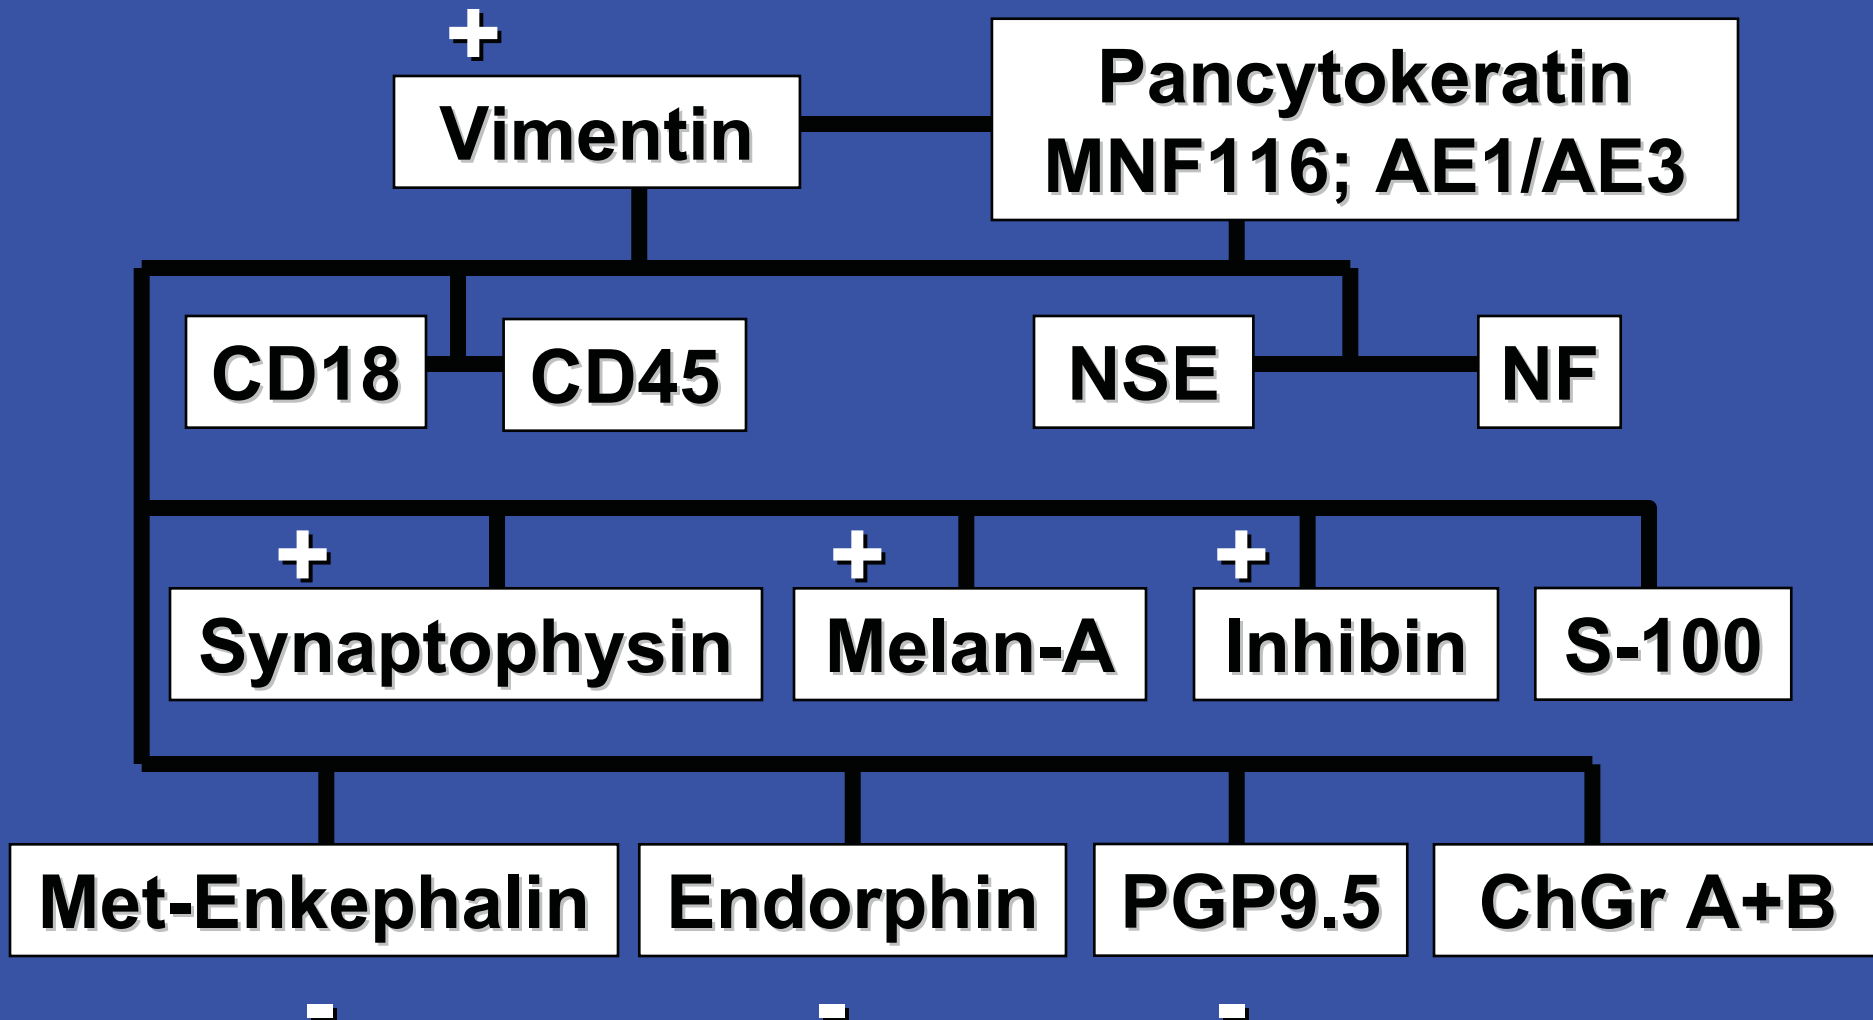 +
Vimentin
Pancytokeratin
MNF116; AE1/AE3
CD18
CD45
NSE
NF
+
+
+
Synaptophysin
Melan-A
Inhibin
S-100
Met-Enkephalin
Endorphin
PGP9.5
ChGr A+B
-
-
-